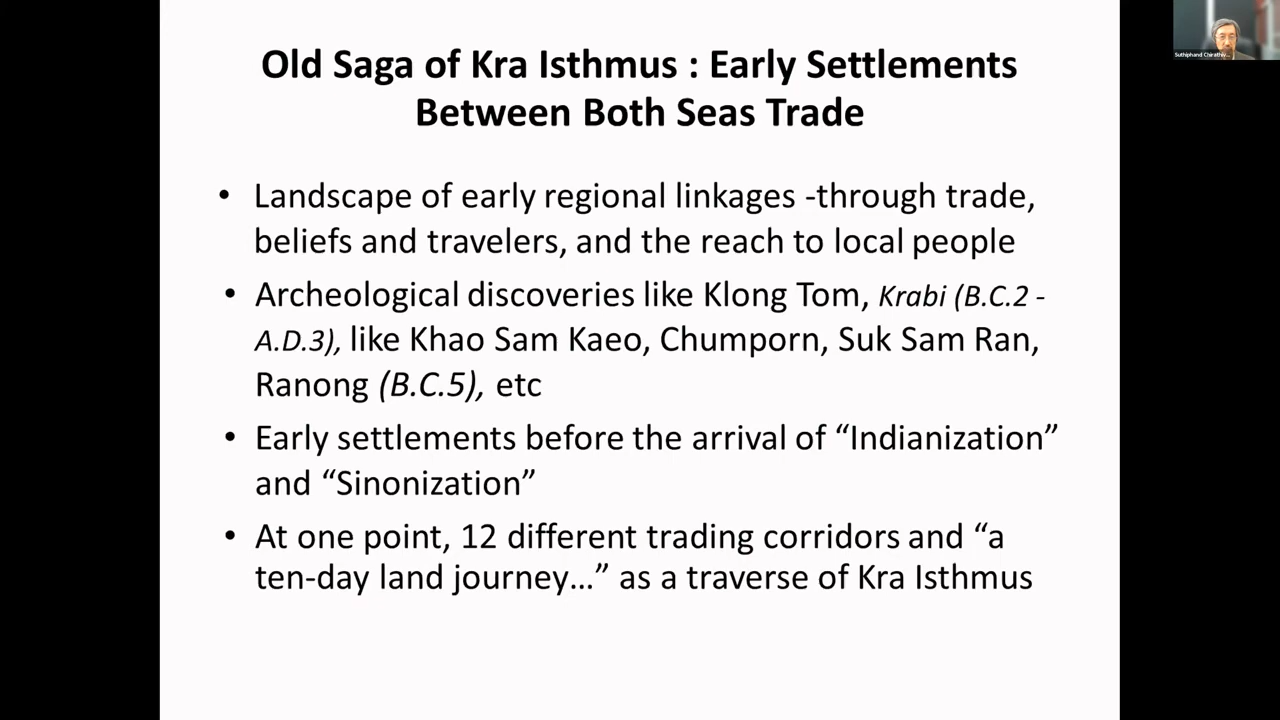 Old Saga of Kra Isthmus : Early Settlements
Between Both Seas Trade
• Landscape of early regional linkages -through trade,
beliefs and travelers, and the reach to local people
• Archeological discoveries like Klong Tom, Krabi (B.C.2 -
A.D.3), like Khao Sam Kaeo, Chumporn, Suk Sam Ran,
Ranong (B.C.5), etc
• Early settlements before the arrival of “Indianization”
and “Sinonization”
• At one point, 12 different trading corridors and “a
ten-day land journey...” as a traverse of Kra Isthmus
Suthiphand Chirathiv...